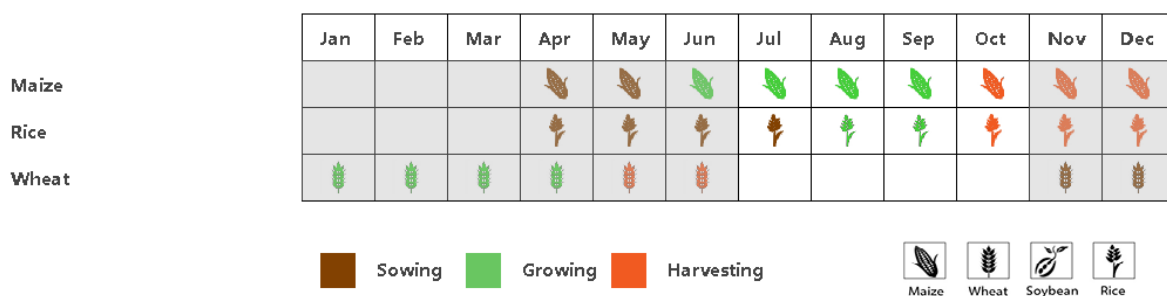 Jan Feb Mar Apr May Jun Jul Aug Sep Oct Nov Dec
Maize
Rice
Wheat
Sowing Growing Harvesting
Maize Wheat Soybean Rice